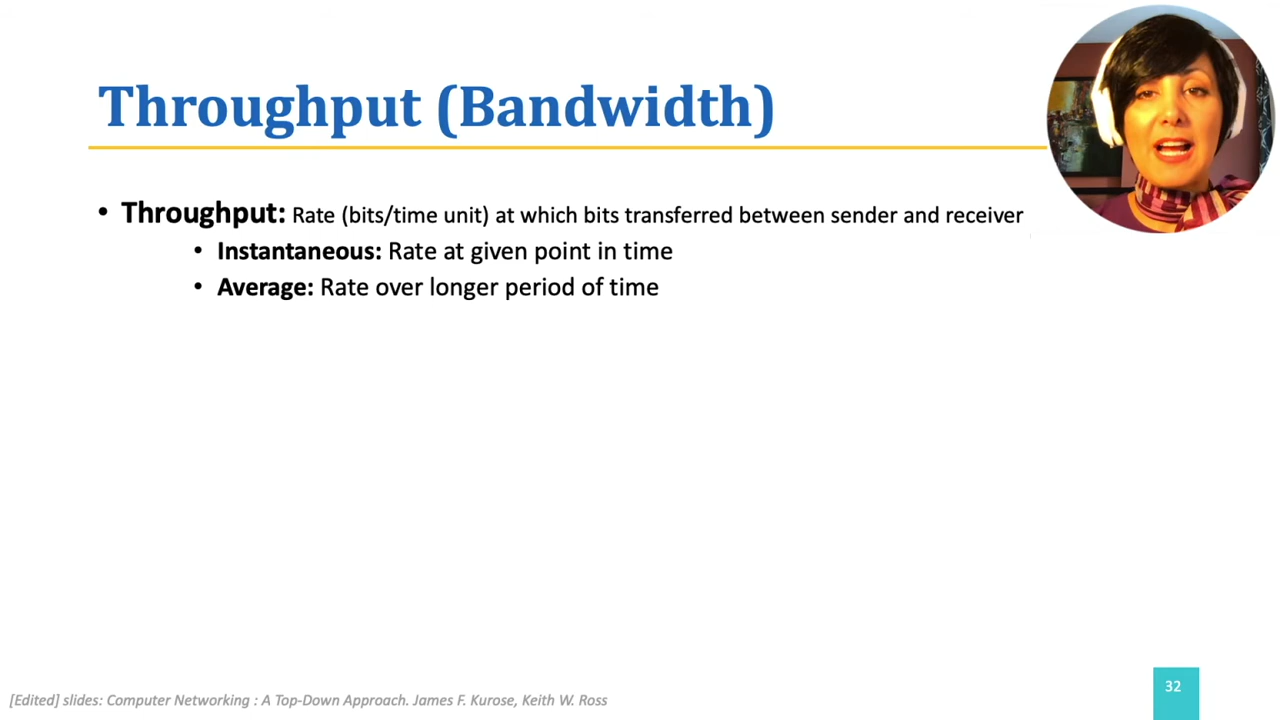 Throughput (Bandwidth)
• Throughput: Rate (bits/time unit) at which bits transferred between sender and receiver
• Instantaneous: Rate at given point in time
• Average: Rate over longer period of time
[Edited] slides: Computer Networking : A Top-Down Approach. James F. Kurose, Keith W. Ross
32